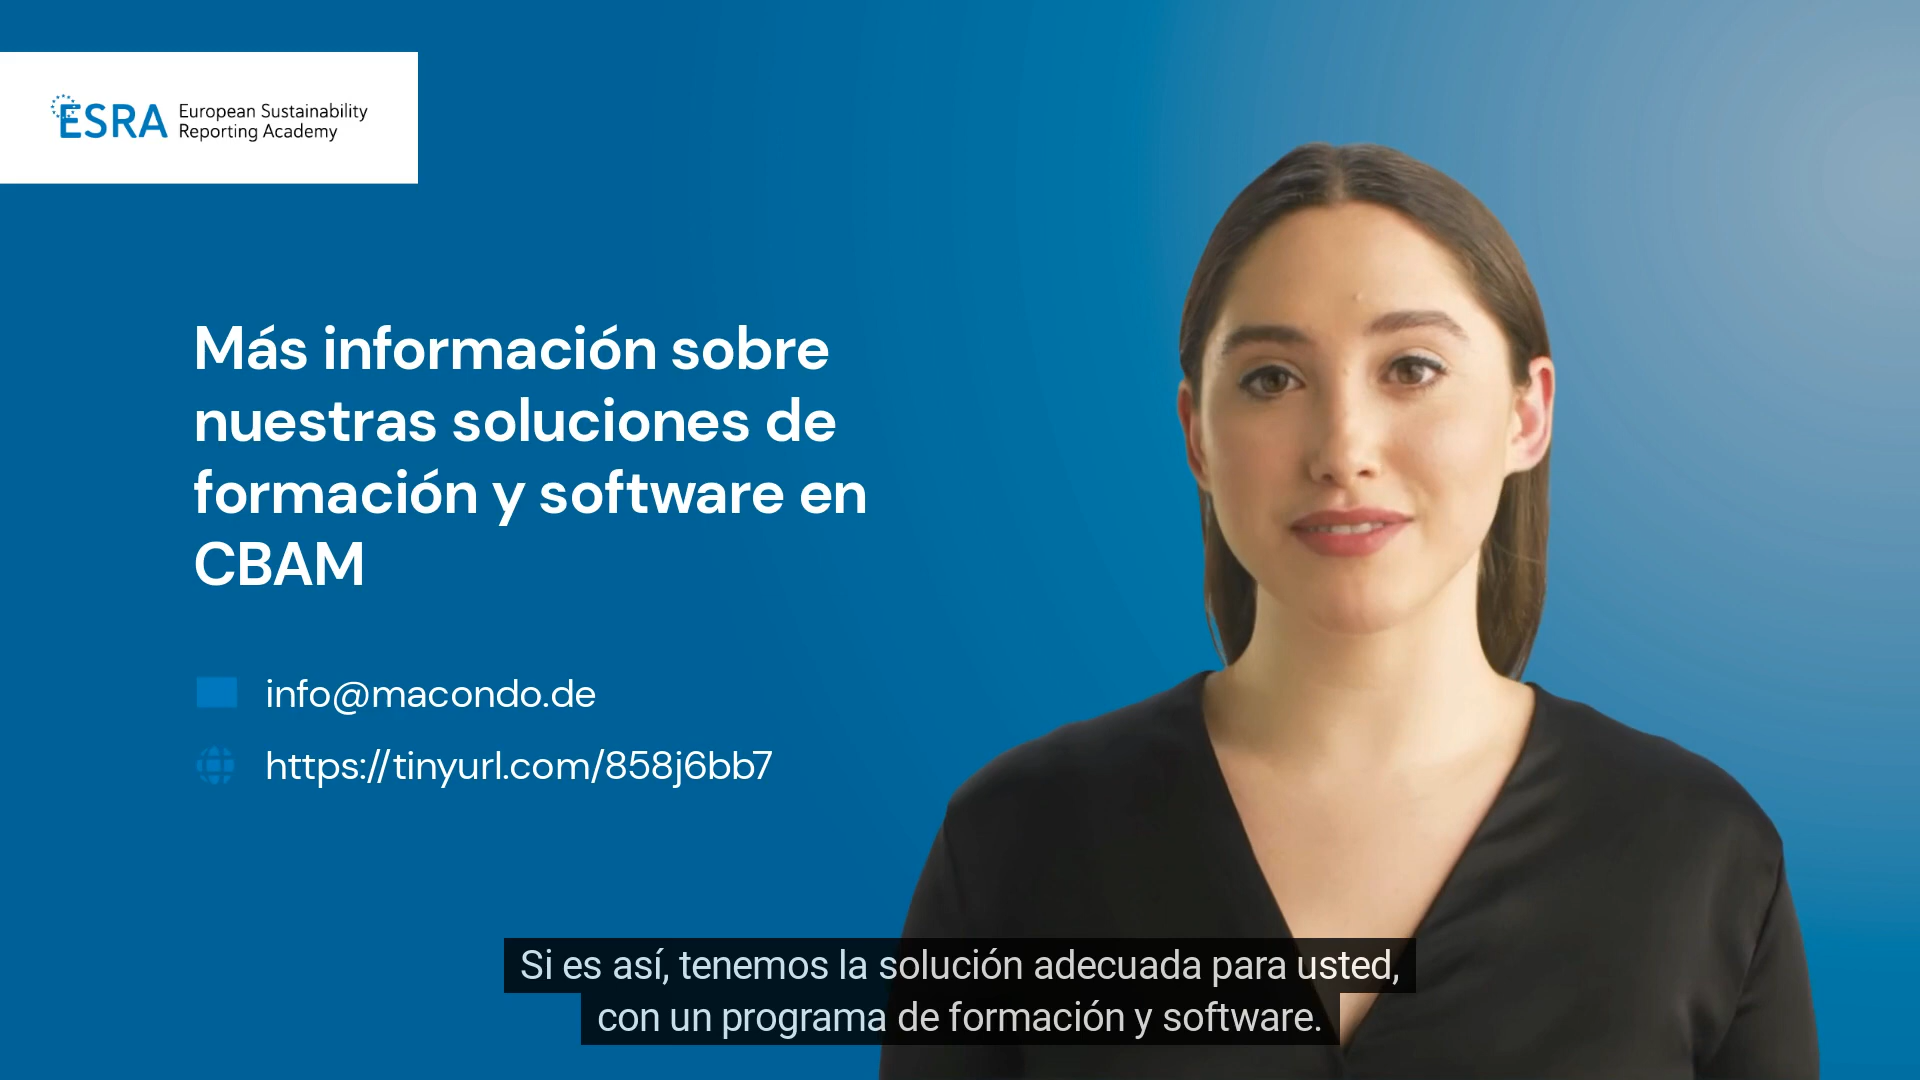 ESRA European Sustainability
Reporting Academy
Más información sobre
nuestras soluciones de
formación y software en
CBAM
info@macondo.de
https://tinyurl.com/858j6bb7
Si es así, tenemos la solución adecuada para usted,
con un programa de formación y software.